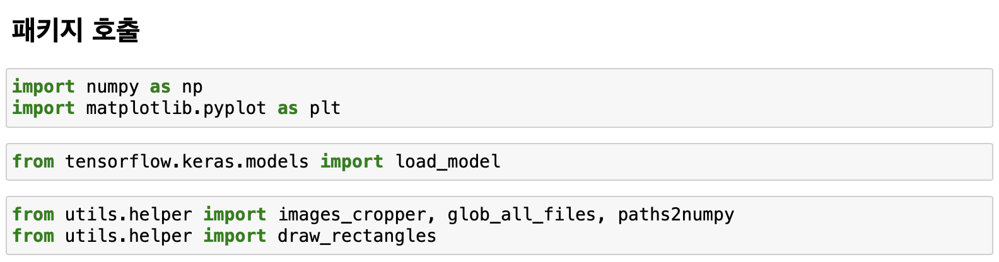 패키지 호출
import numpy as np
import matplotlib.pyplot as plt
from tensorflow.keras.models import load_model
from utils.helper import images_cropper, glob_all_files, paths2numpy
from utils.helper import draw_rectangles